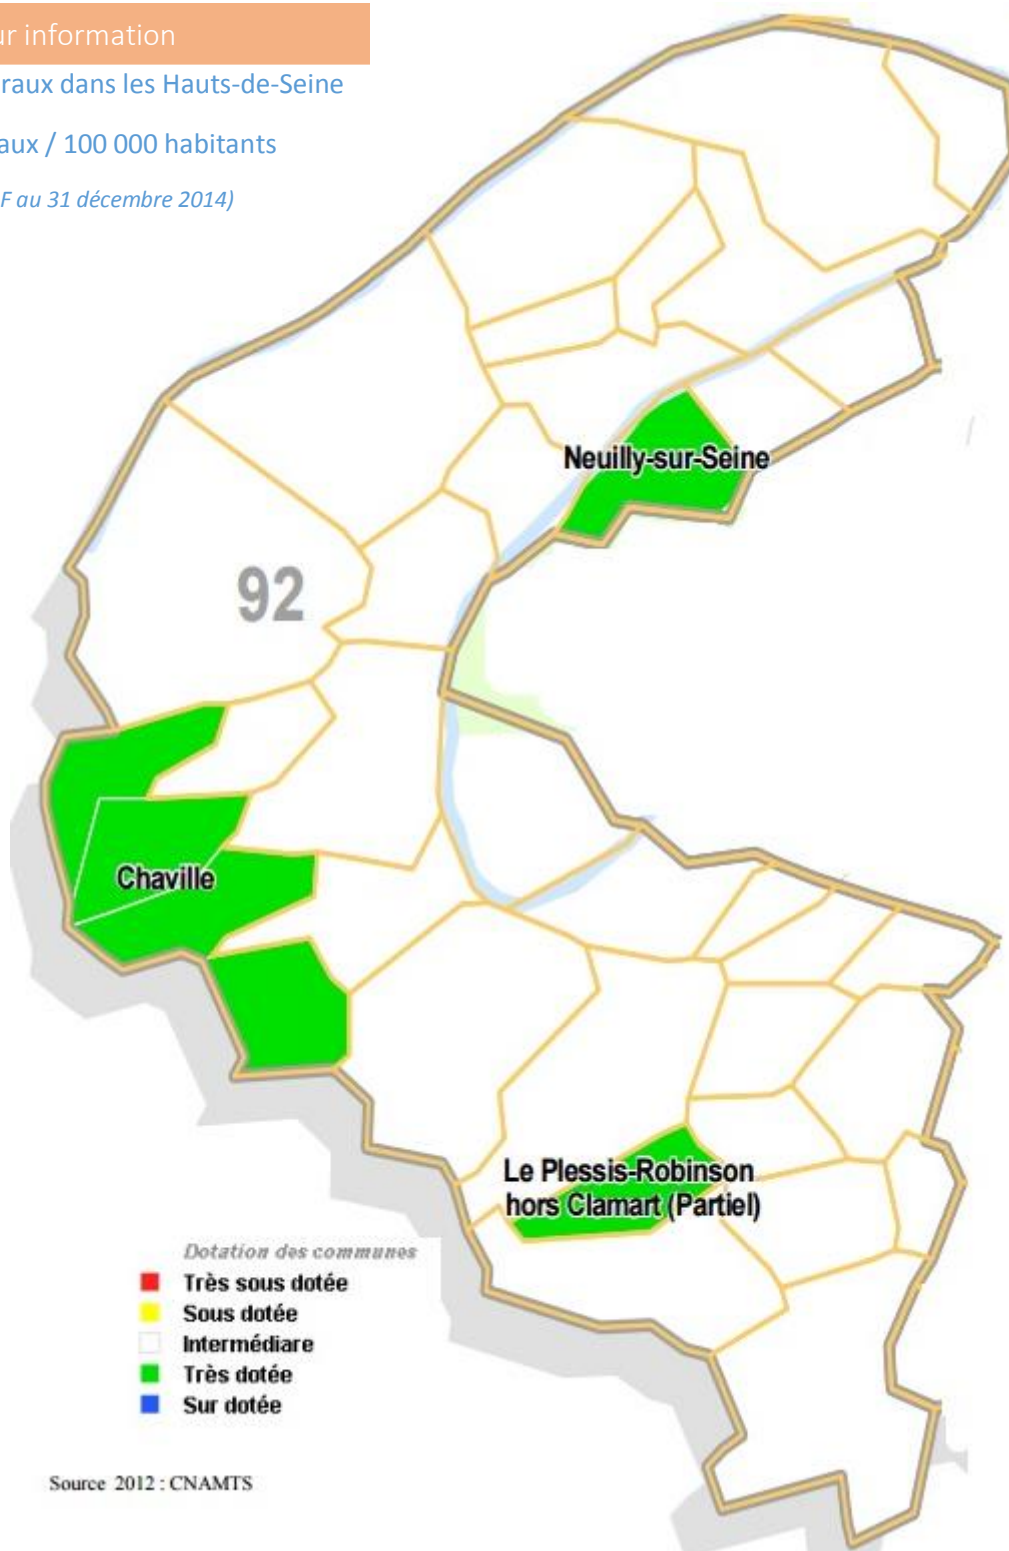 ur information
raux dans les Hauts-de-Seine
aux / 100 000 habitants
F au 31 décembre 2014)
Neuilly-sur-Seine
92
Chaville
Le Plessis-Robinson
hors Clamart (Partiel)
Dotation des communes
Très sous dotée
Sous dotée
Intermédiare
Très dotée
Sur dotée
Source 2012 : CNAMTS